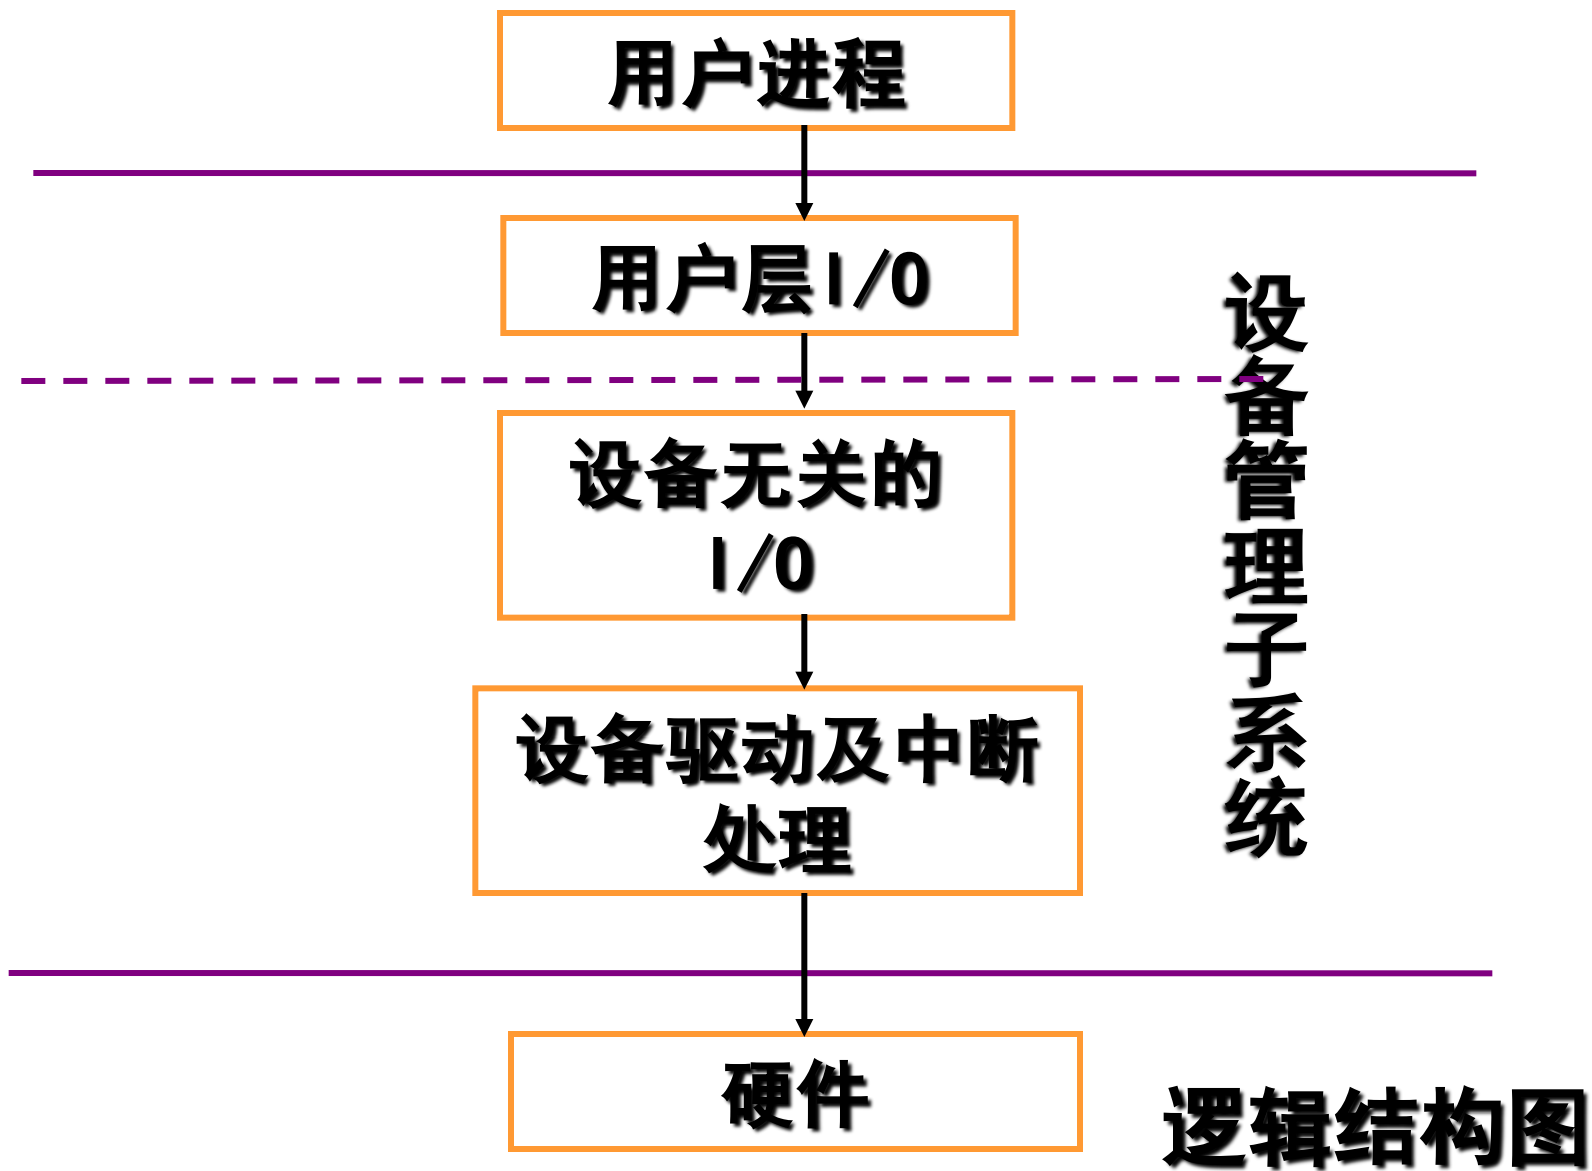 用户进程
用户层I/O
设备无关的
I/O
设备驱动及中断
处理
硬件
设备管理子系统
逻辑结构图